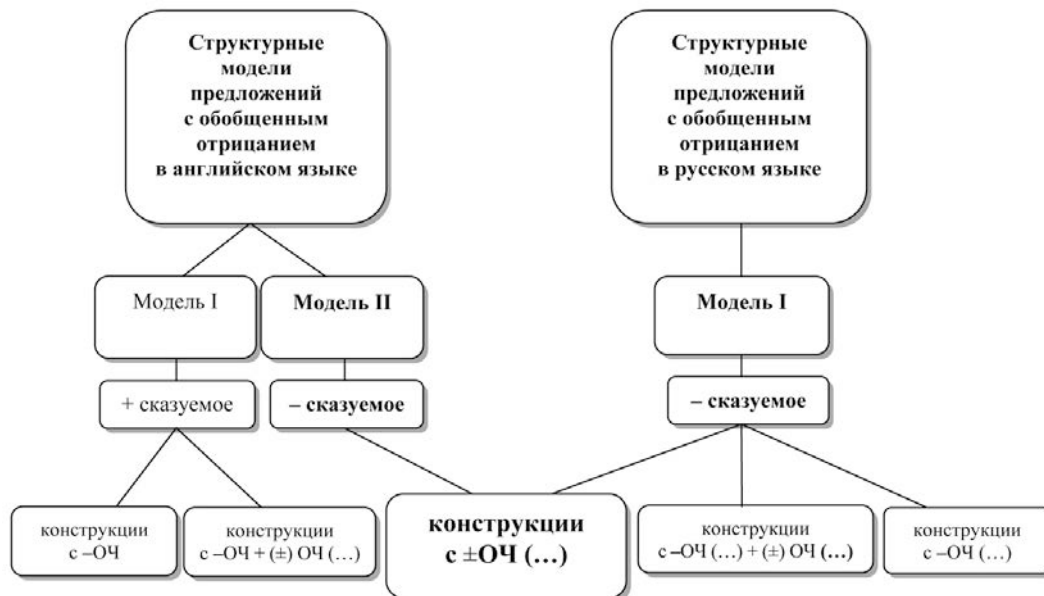 Структурные
модели
предложений
с обобщенным
отрицанием
в английском языке
Структурные
модели
предложений
с обобщенным
отрицанием
в русском языке
Модель I
Модель II
Модель I
+ сказуемое
– сказуемое
– сказуемое
конструкции
с –ОЧ
конструкции
с –ОЧ + (±) ОЧ (…)
конструкции
с ±ОЧ (…)
конструкции
с –ОЧ (…) + (±) ОЧ (…)
конструкции
с –ОЧ (…)